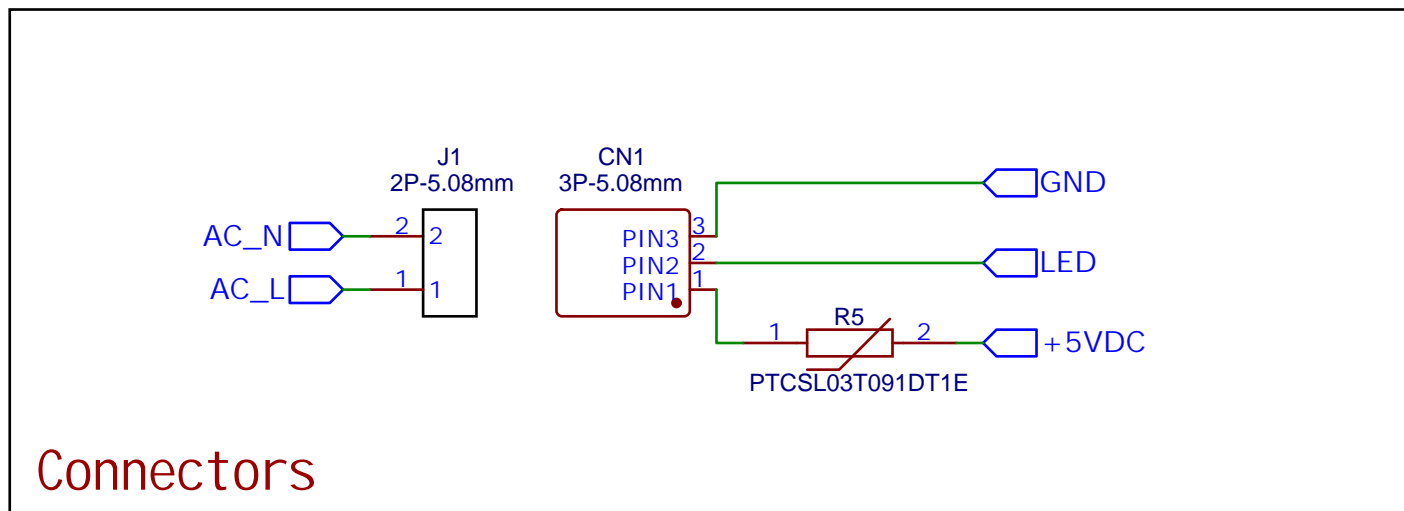 J1
2P-5.08mm
AC_N
2
2
AC_L
1
1
CN1
3P-5.08mm
PIN3
3
PIN2
2
PIN1
1
GND
LED
R5
1
2
+5VDC
PTCSL03T091DT1E
Connectors